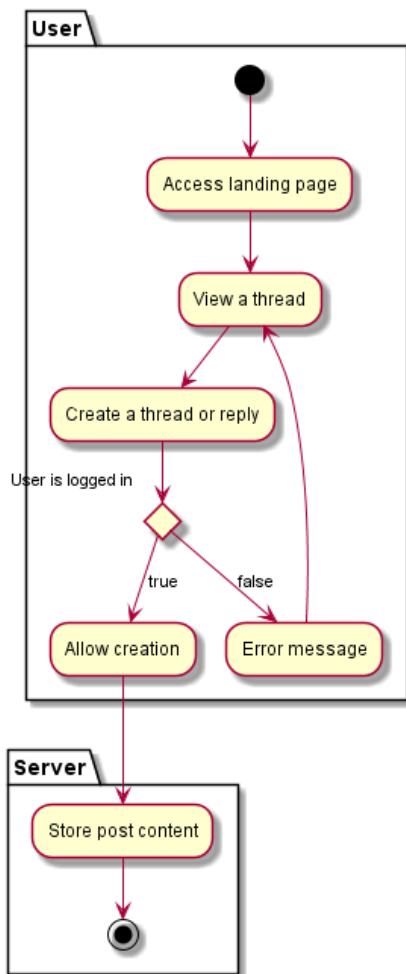 User
Access landing page
View a thread
Create a thread or reply
User is logged in
true
false
Allow creation
Error message
Server
Store post content